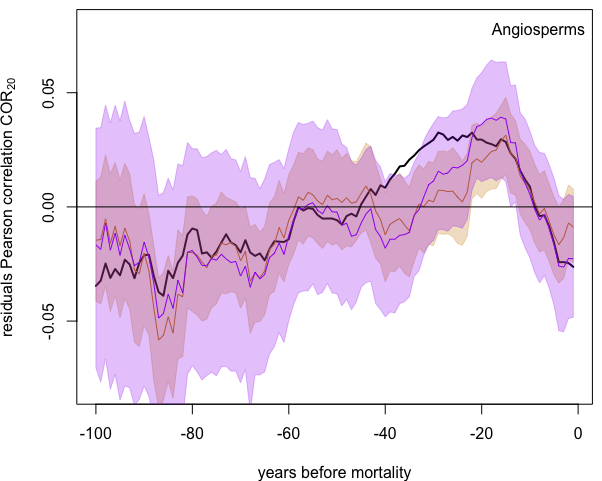 Angiosperms
residuals Pearson correlation COR20
0.05
0.00
-0.05
-100 -80 -60 -40 -20 0
years before mortality